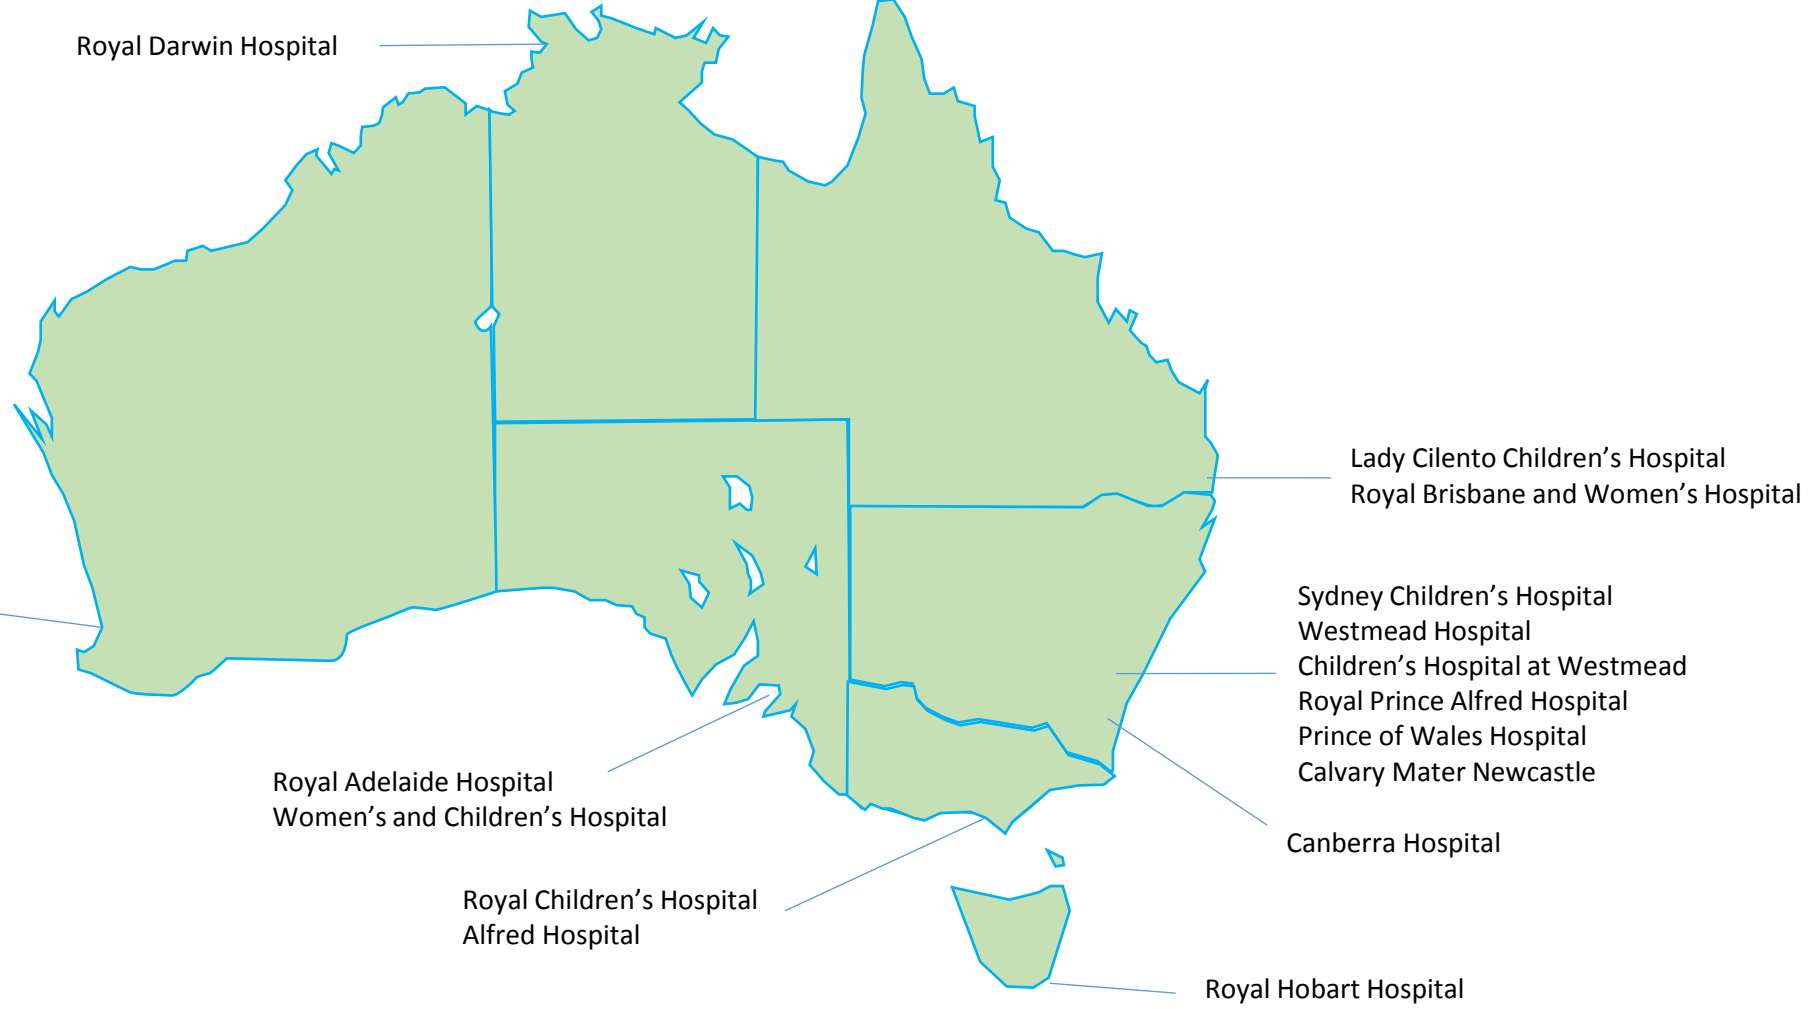 Royal Darwin Hospital
Lady Cilento Children’s Hospital
Royal Brisbane and Women’s Hospital
Sydney Children’s Hospital
Westmead Hospital
Children’s Hospital at Westmead
Royal Prince Alfred Hospital
Prince of Wales Hospital
Calvary Mater Newcastle
Royal Adelaide Hospital
Women’s and Children’s Hospital
Canberra Hospital
Royal Children’s Hospital
Alfred Hospital
Royal Hobart Hospital